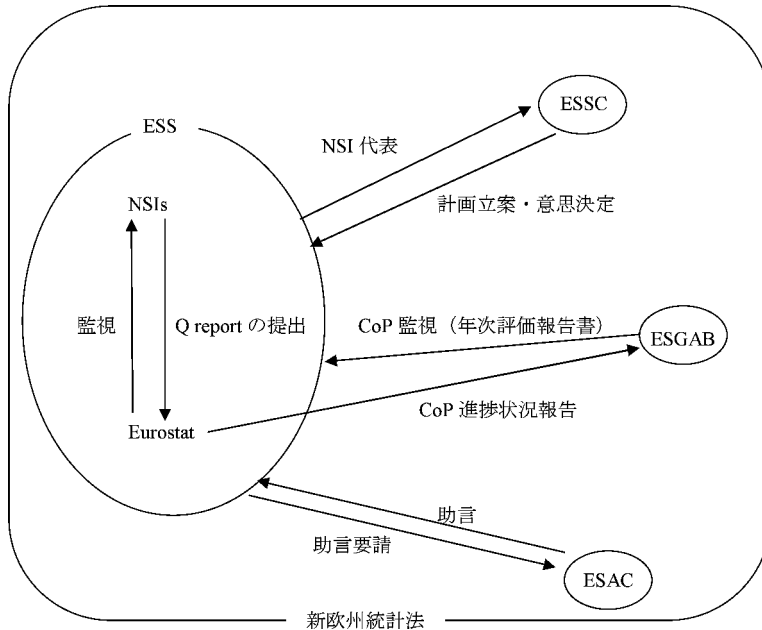 ESSC
ESS
NSI 代表
NSIs
計画立案・意思決定
CoP 監視（年次評価報告書）
監視
Q report の提出
ESGAB
CoP 進捗状況報告
Eurostat
助言
助言要請
ESAC
新欧州統計法